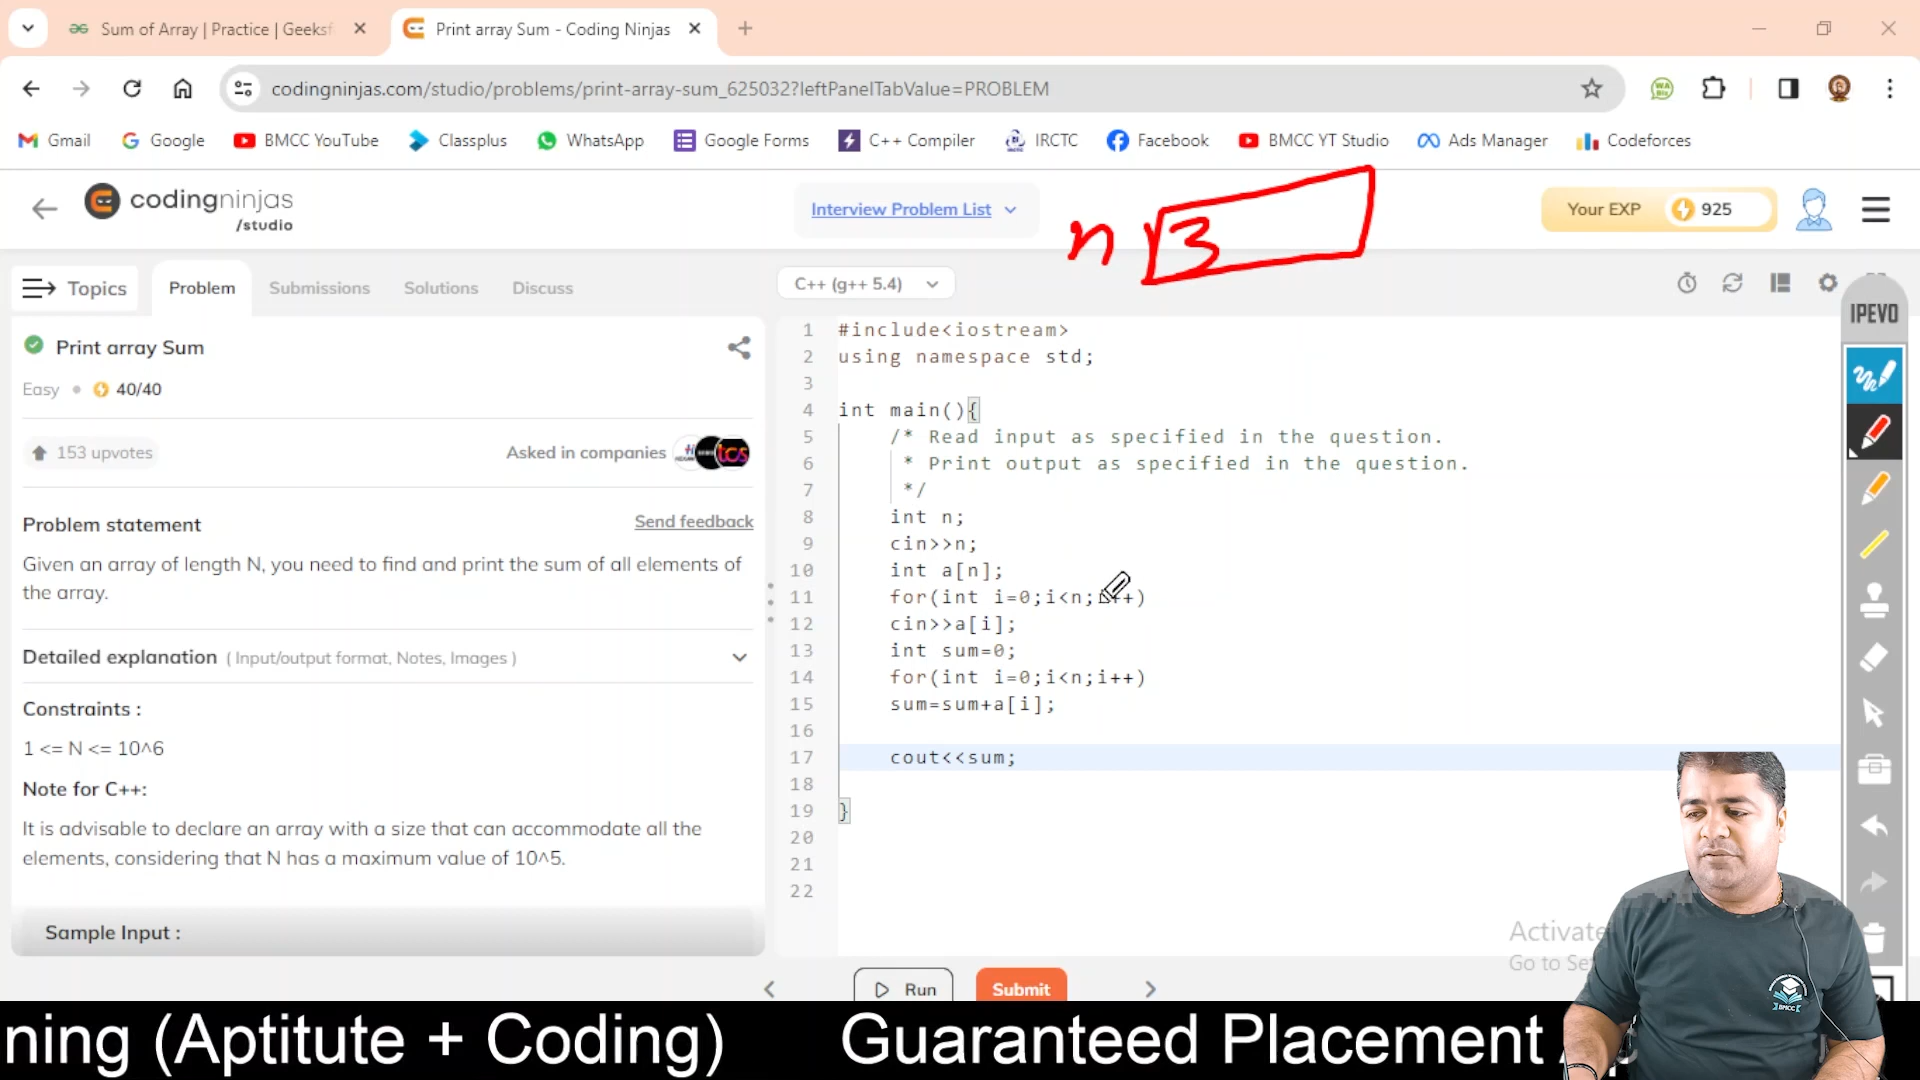 Sum of Array | Practice | Geeksf
Print array Sum - Coding Ninjas
codingninjas.com/studio/problems/print-array-sum_625032?leftPanelTabValue=PROBLEM
Gmail Google BMCC YouTube Classplus WhatsApp Google Forms C++ Compiler IRCTC Facebook BMCC YT Studio Ads Manager Codeforces
codingninjas
/studio
Interview Problem List
n 3
Your EXP 925
Topics Problem Submissions Solutions Discuss
C++ (g++ 5.4)
IPEVO
Print array Sum
Easy 40/40
153 upvotes
Asked in companies
tcs
Problem statement
Send feedback
Given an array of length N, you need to find and print the sum of all elements of
the array.
Detailed explanation ( Input/output format, Notes, Images )
Constraints :
1 <= N <= 10^6
Note for C++:
It is advisable to declare an array with a size that can accommodate all the
elements, considering that N has a maximum value of 10^5.
Sample Input :
1 #include<iostream>
2 using namespace std;
3
4 int main(){
5 /* Read input as specified in the question.
6 * Print output as specified in the question.
7 */
8 int n;
9 cin>>n;
10 int a[n];
11 for(int i=0;i<n;i++)
12 cin>>a[i];
13 int sum=0;
14 for(int i=0;i<n;i++)
15 sum=sum+a[i];
16
17 cout<<sum;
18
19 }
20
21
22
Run Submit
Activate
Go to Se
BMCC
ning (Aptitute + Coding) Guaranteed Placement